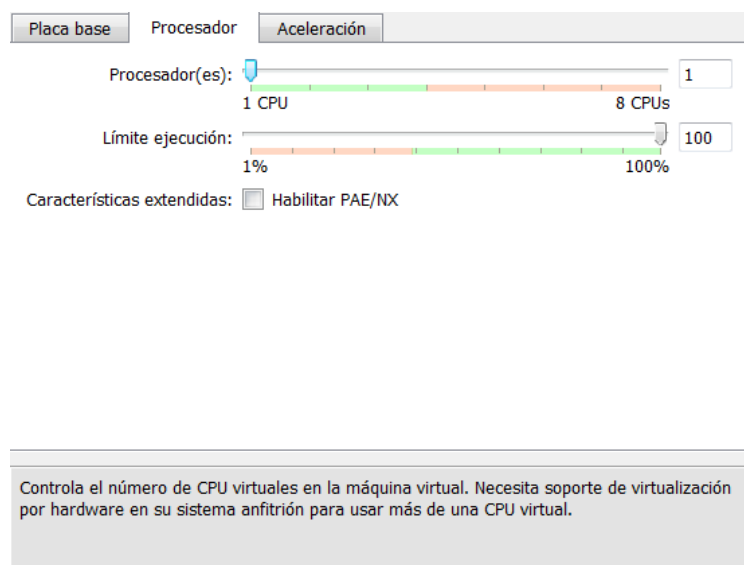 Placa base Procesador Aceleración
Procesador(es): 1
1 CPU 8 CPUs
Límite ejecución: 100
1% 100%
Características extendidas: Habilitar PAE/NX
Controla el número de CPU virtuales en la máquina virtual. Necesita soporte de virtualización
por hardware en su sistema anfitrión para usar más de una CPU virtual.